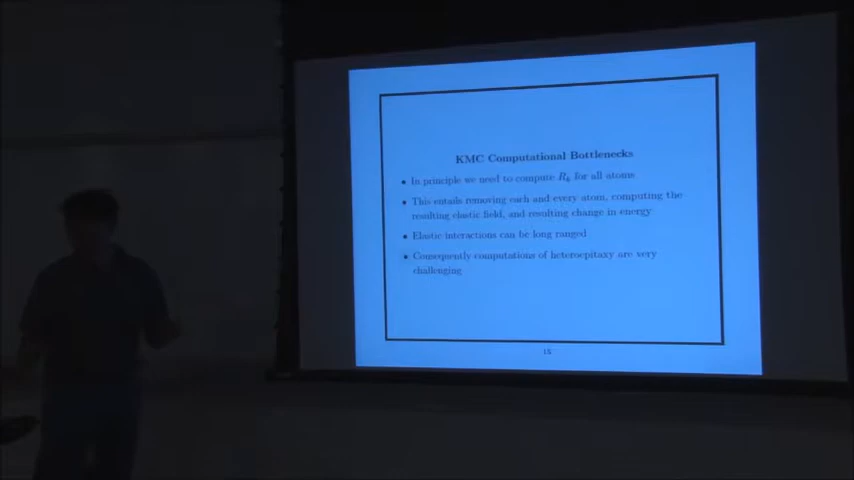 KMC Computational Bottlenecks
• In principle we need to compute Rₖ for all atoms
• This entails removing each and every atom, computing the
resulting elastic field, and resulting change in energy
• Elastic interactions can be long ranged
• Consequently computations of heteroepitaxy are very
challenging
15